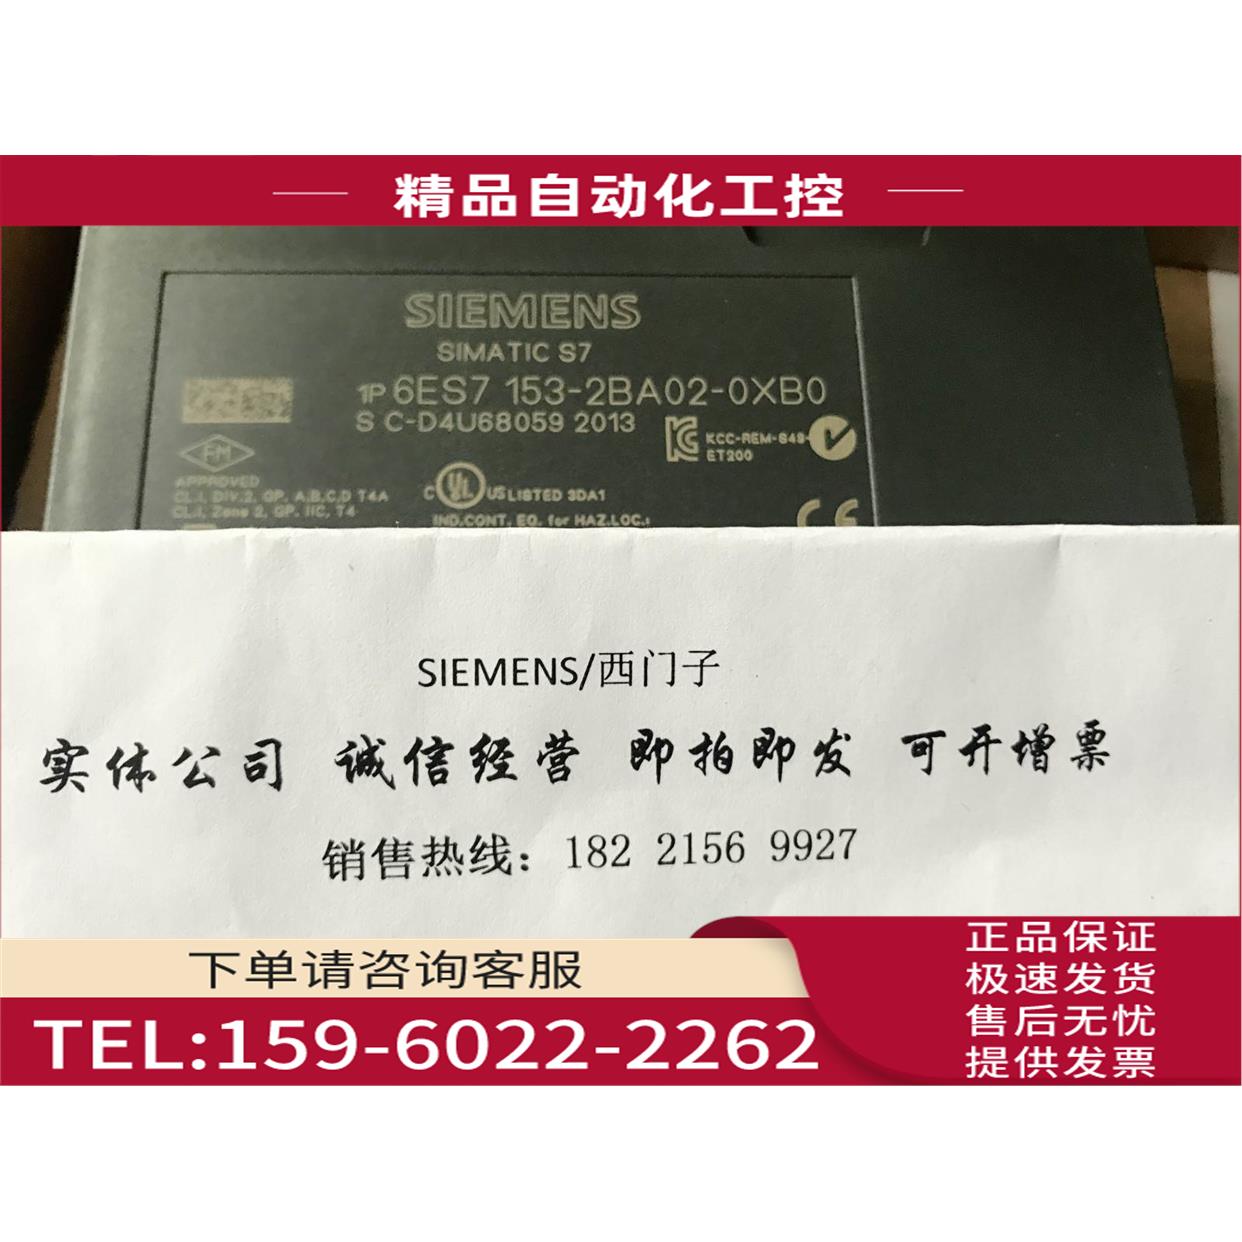 精品自动化工控
SIEMENS
SIMATIC S7
1P 6ES7 153-2BA02-0XB0
S C-D4U68059 2013
KCC-REM-S49-
ET200
FM
APPROVED
CL.I, DIV.2, GP. A,B,C,D T4A
CL.I, Zone 2, GP. IIC, T4
C UL US LISTED 3DA1
IND.CONT. EQ. for HAZ.LOC.:
CE
SIEMENS/西门子
实体公司 诚信经营 即拍即发 可开增票
销售热线：182 2156 9927
下单请咨询客服
TEL:159-6022-2262
正品保证
极速发货
售后无忧
提供发票